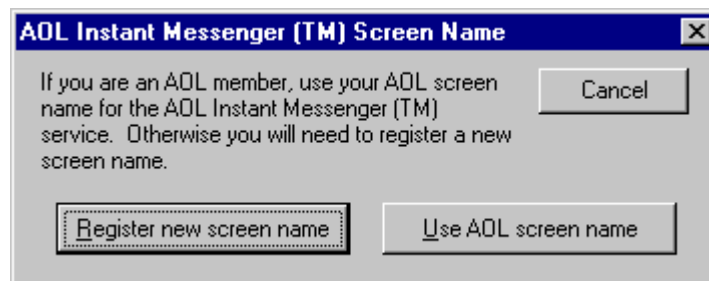 AOL Instant Messenger (TM) Screen Name
If you are an AOL member, use your AOL screen
name for the AOL Instant Messenger (TM)
service.  Otherwise you will need to register a new
screen name.
Cancel
Register new screen name
Use AOL screen name